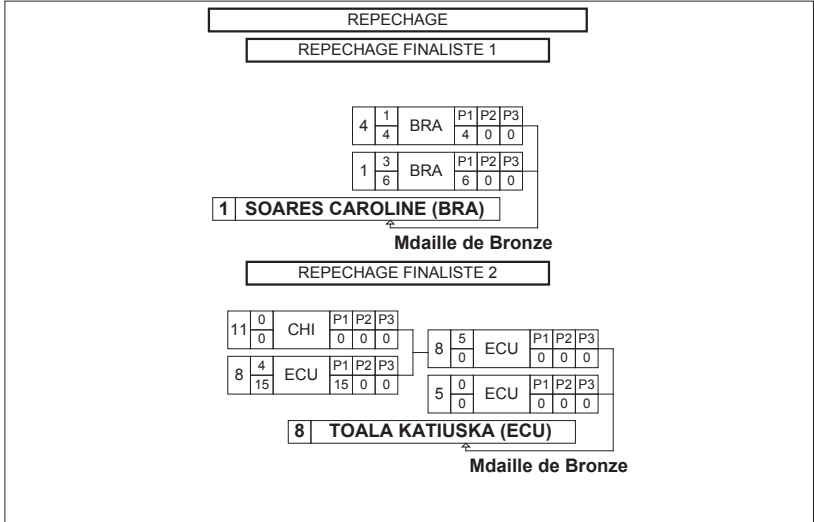 REPECHAGE
REPECHAGE FINALISTE 1
4 1 BRA P1 P2 P3
4 4 0 0
1 3 BRA P1 P2 P3
6 6 0 0
1 SOARES CAROLINE (BRA)
Mdaille de Bronze
REPECHAGE FINALISTE 2
11 0 CHI P1 P2 P3
0 0 0 0
8 4 ECU P1 P2 P3
15 15 0 0
8 5 ECU P1 P2 P3
0 0 0 0
5 0 ECU P1 P2 P3
0 0 0 0
8 TOALA KATIUSKA (ECU)
Mdaille de Bronze